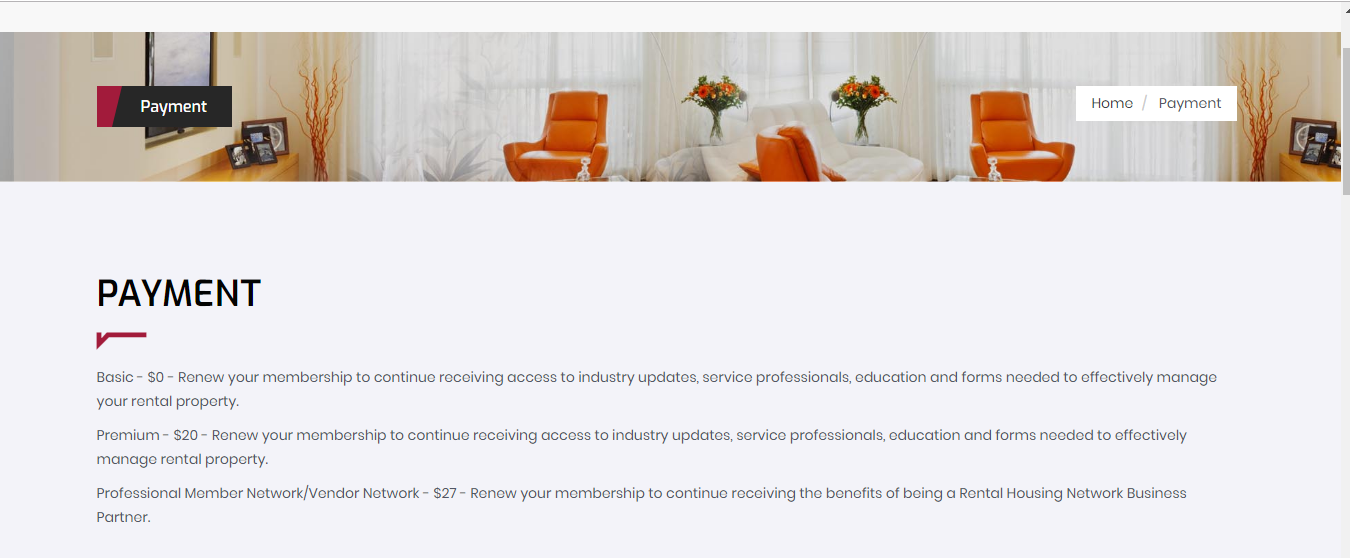 Payment
Home / Payment
PAYMENT
Basic - $0 - Renew your membership to continue receiving access to industry updates, service professionals, education and forms needed to effectively manage
your rental property.
Premium - $20 - Renew your membership to continue receiving access to industry updates, service professionals, education and forms needed to effectively
manage rental property.
Professional Member Network/Vendor Network - $27 - Renew your membership to continue receiving the benefits of being a Rental Housing Network Business
Partner.